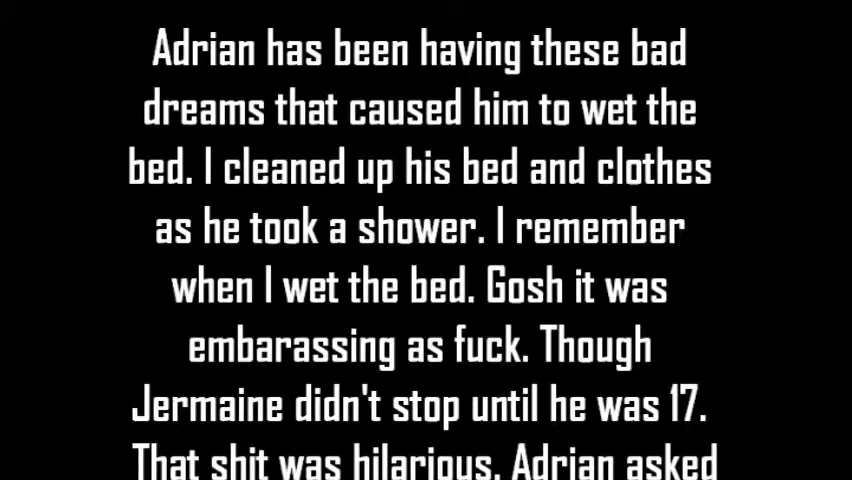 Adrian has been having these bad
dreams that caused him to wet the
bed. I cleaned up his bed and clothes
as he took a shower. I remember
when I wet the bed. Gosh it was
embarassing as fuck. Though
Jermaine didn't stop until he was 17.
That shit was hilarious. Adrian asked